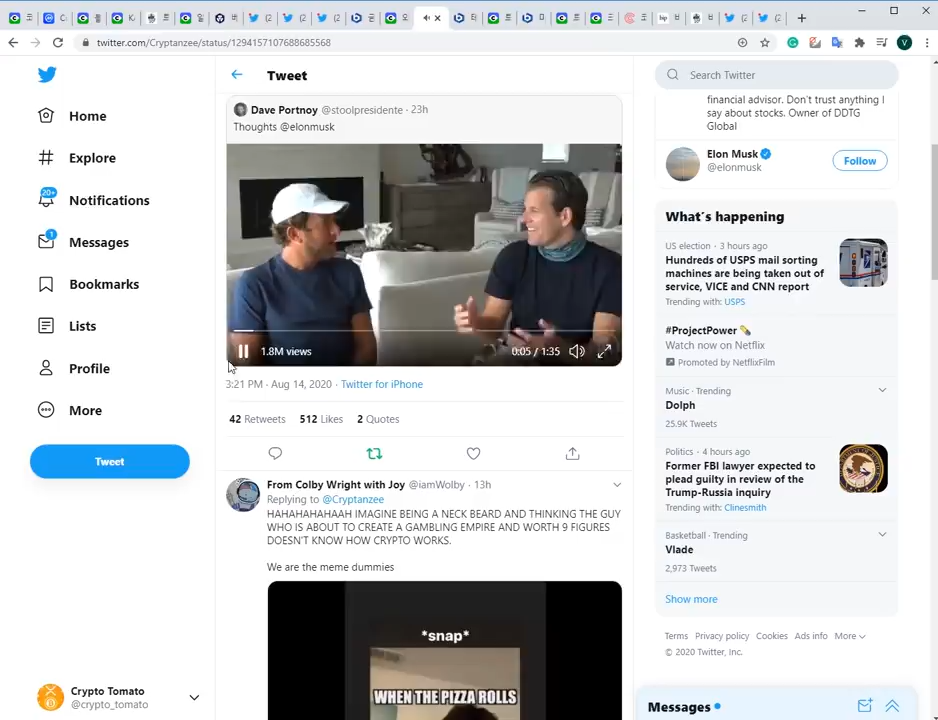 twitter.com/Cryptanzee/status/1294157107688685568
V
Tweet
Search Twitter
Home
Explore
20+
Notifications
1
Messages
Bookmarks
Lists
Profile
More
Tweet
Crypto Tomato
@crypto_tomato
Dave Portnoy @stoolpresidente · 23h
Thoughts @elonmusk
1.8M views
0:05 / 1:35
3:21 PM · Aug 14, 2020 · Twitter for iPhone
42 Retweets 512 Likes 2 Quotes
From Colby Wright with Joy @iamWolby · 13h
Replying to @Cryptanzee
HAHAHAHAHAH IMAGINE BEING A NECK BEARD AND THINKING THE GUY
WHO IS ABOUT TO CREATE A GAMBLING EMPIRE AND WORTH 9 FIGURES
DOESN'T KNOW HOW CRYPTO WORKS.
We are the meme dummies
*snap*
WHEN THE PIZZA ROLLS
financial advisor. Don't trust anything I
say about stocks. Owner of DDTG
Global
Elon Musk
@elonmusk
Follow
What's happening
US election · 3 hours ago
Hundreds of USPS mail sorting
machines are being taken out of
service, VICE and CNN report
Trending with: USPS
#ProjectPower
Watch now on Netflix
Promoted by NetflixFilm
Music · Trending
Dolph
25.9K Tweets
Politics · 4 hours ago
Former FBI lawyer expected to
plead guilty in review of the
Trump-Russia inquiry
Trending with: Clinesmith
Basketball · Trending
Vlade
2,973 Tweets
Show more
Terms Privacy policy Cookies Ads info More
© 2020 Twitter, Inc.
Messages